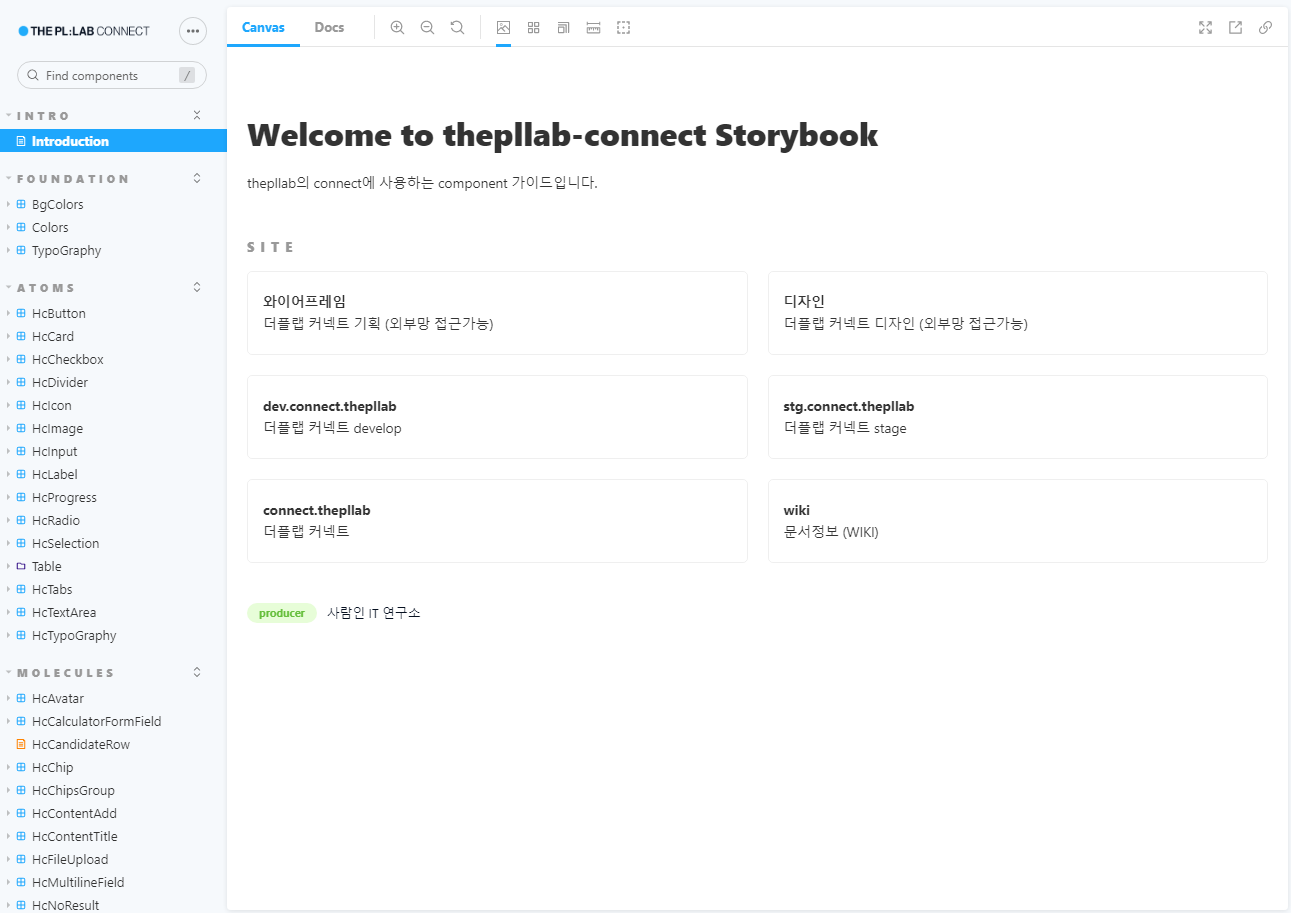 THE PL:LAB CONNECT
Find components
/
INTRO
Introduction
FOUNDATION
BgColors
Colors
TypoGraphy
ATOMS
HcButton
HcCard
HcCheckbox
HcDivider
HcIcon
HcImage
HcInput
HcLabel
HcProgress
HcRadio
HcSelection
Table
HcTabs
HcTextArea
HcTypoGraphy
MOLECULES
HcAvatar
HcCalculatorFormField
HcCandidateRow
HcChip
HcChipsGroup
HcContentAdd
HcContentTitle
HcFileUpload
HcMultilineField
HcNoResult
Canvas Docs
Welcome to thepllab-connect Storybook
thepllab의 connect에 사용하는 component 가이드입니다.
SITE
와이어프레임
더플랩 커넥트 기획 (외부망 접근가능)
디자인
더플랩 커넥트 디자인 (외부망 접근가능)
dev.connect.thepllab
더플랩 커넥트 develop
stg.connect.thepllab
더플랩 커넥트 stage
connect.thepllab
더플랩 커넥트
wiki
문서정보 (WIKI)
producer 사람인 IT 연구소